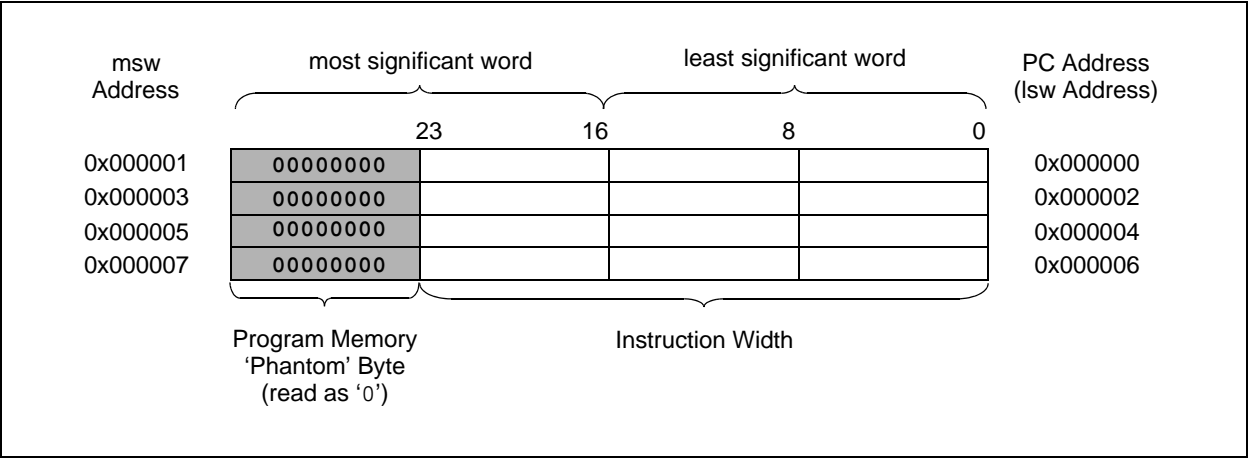 msw
Address
most significant word
least significant word
PC Address
(lsw Address)
23 16 8 0
0x000001 00000000 0x000000
0x000003 00000000 0x000002
0x000005 00000000 0x000004
0x000007 00000000 0x000006
Program Memory
‘Phantom’ Byte
(read as ‘0’)
Instruction Width